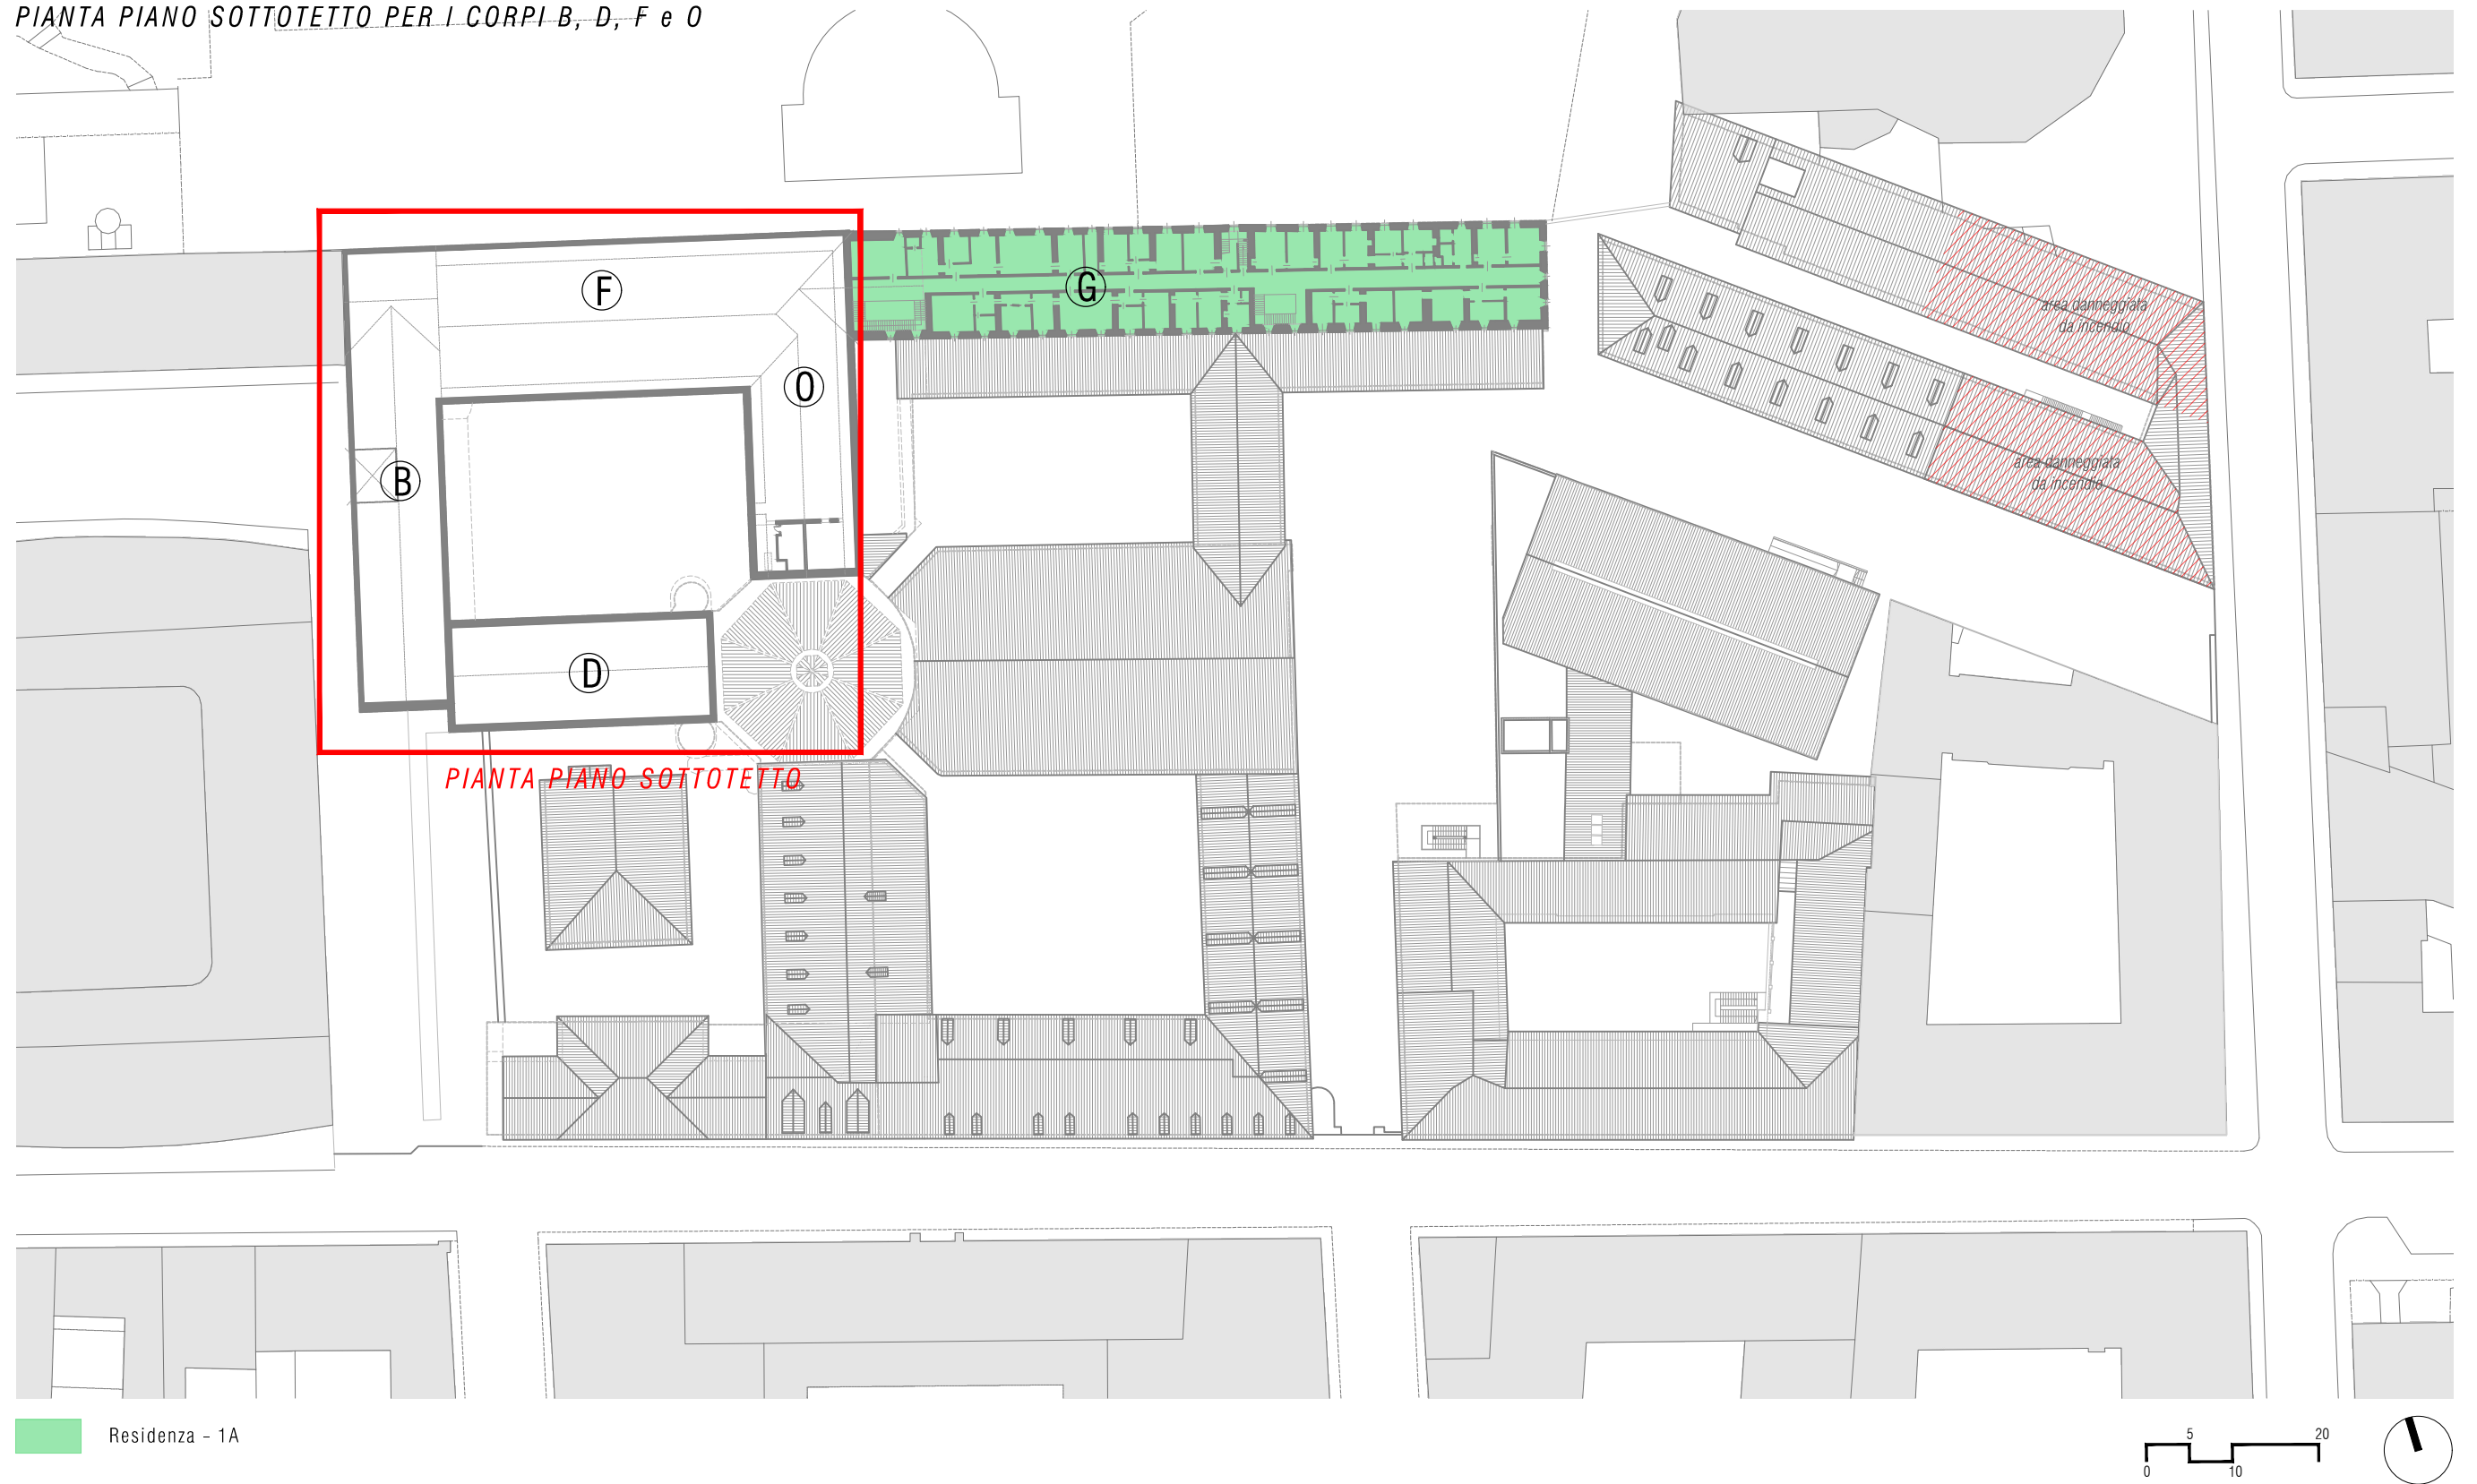 PIANTA PIANO SOTTOTETTO PER I CORPI B, D, F e O
F
G
O
B
D
area danneggiata
da incendio
area danneggiata
da incendio
PIANTA PIANO SOTTOTETTO
Residenza - 1A
5
20
0
10